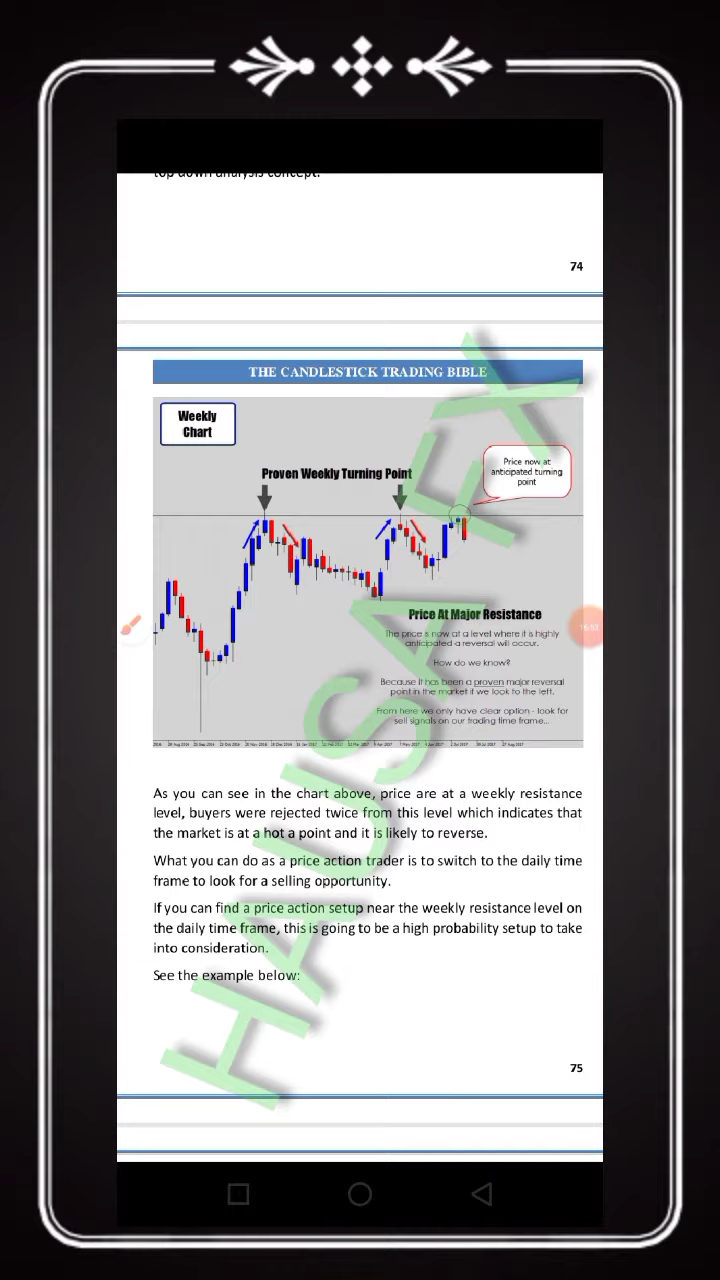 top down analysis concept.
74
THE CANDLESTICK TRADING BIBLE
Weekly
Chart
Proven Weekly Turning Point
Price now at
anticipated turning
point
Price At Major Resistance
The price is now at a level where it is highly
anticipated a reversal will occur.
How do we know?
Because it has been a proven major reversal
point in the market if we look to the left.
From here we only have clear option - look for
sell signals on our trading time frame...
16:53
As you can see in the chart above, price are at a weekly resistance
level, buyers were rejected twice from this level which indicates that
the market is at a hot a point and it is likely to reverse.
What you can do as a price action trader is to switch to the daily time
frame to look for a selling opportunity.
If you can find a price action setup near the weekly resistance level on
the daily time frame, this is going to be a high probability setup to take
into consideration.
See the example below:
75
HAUSA FX